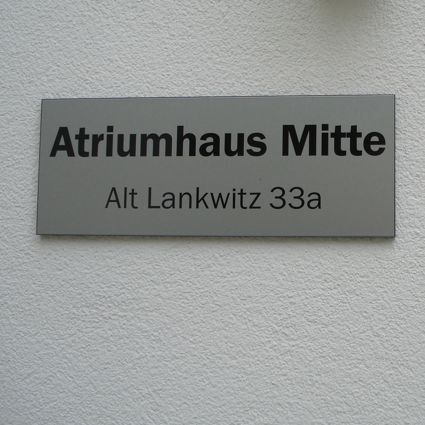 Atriumhaus Mitte
Alt Lankwitz 33a